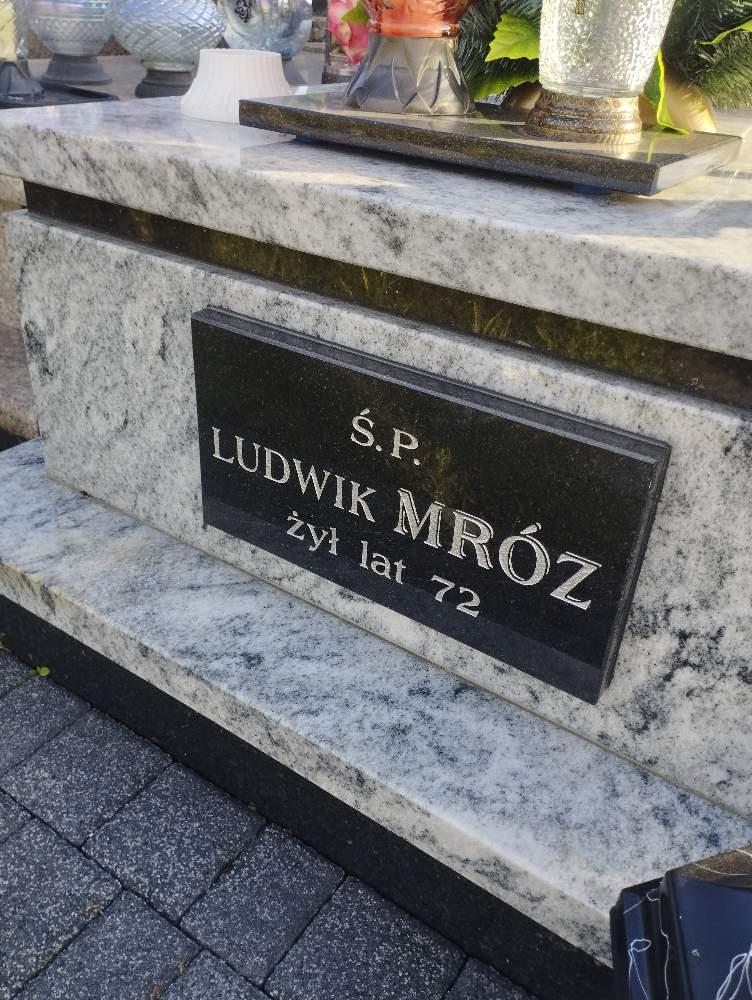 Ś.P.
LUDWIK MRÓZ
żył lat 72